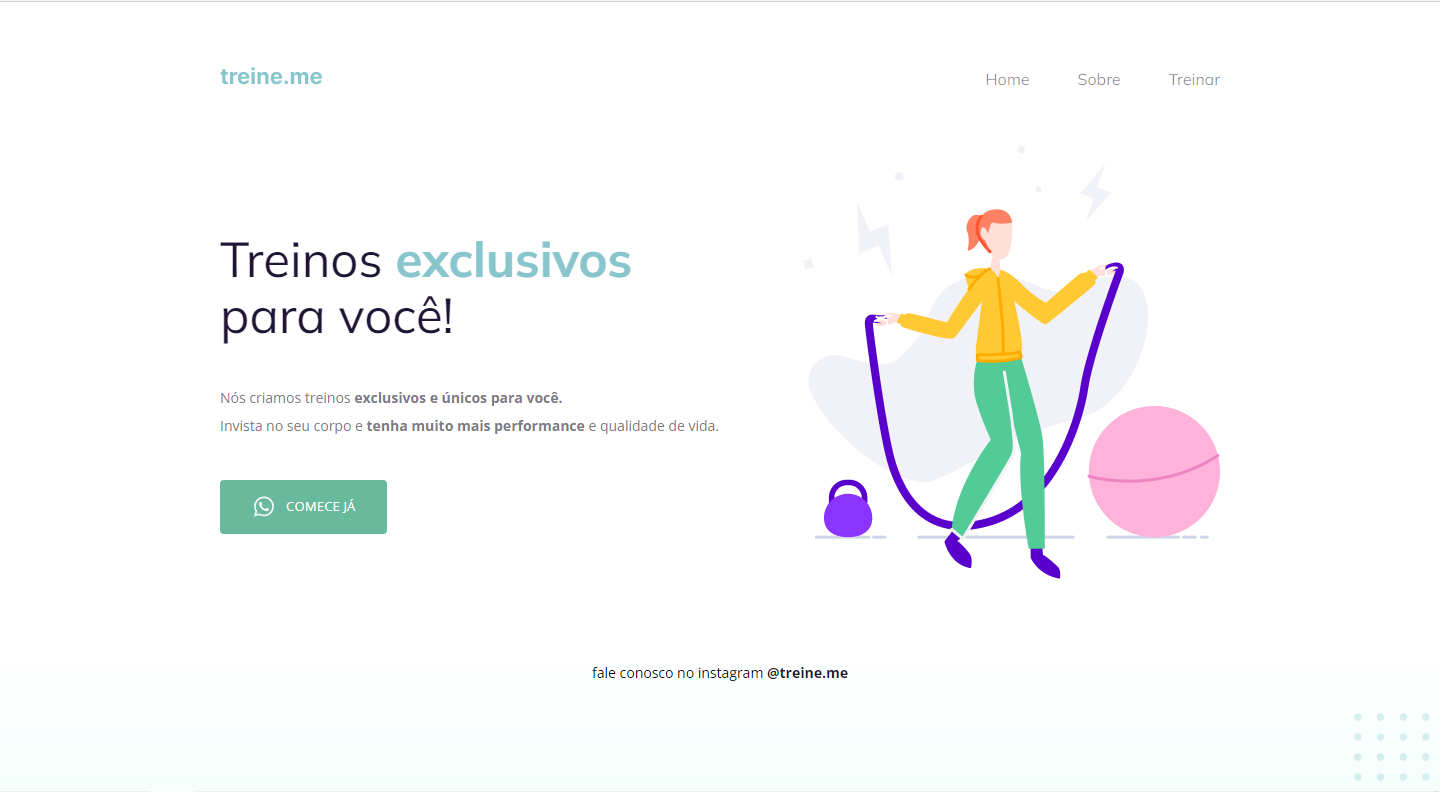 treine.me
Home Sobre Treinar
Treinos exclusivos
para você!
Nós criamos treinos exclusivos e únicos para você.
Invista no seu corpo e tenha muito mais performance e qualidade de vida.
COMECE JÁ
fale conosco no instagram @treine.me